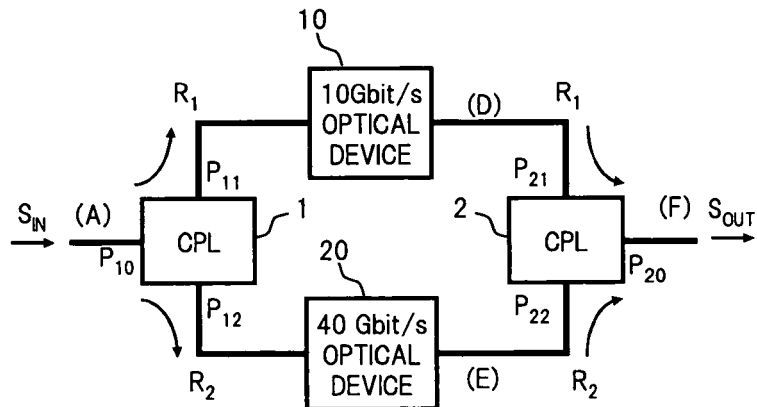 10
R1
10Gbit/s
OPTICAL
DEVICE
(D)
R1
P11
P21
SIN
(A)
1
2
(F)
SOUT
CPL
CPL
P10
P20
P12
20
P22
40 Gbit/s
OPTICAL
DEVICE
R2
(E)
R2